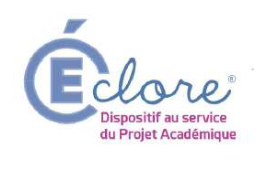 Éclore®
Dispositif au service
du Projet Académique